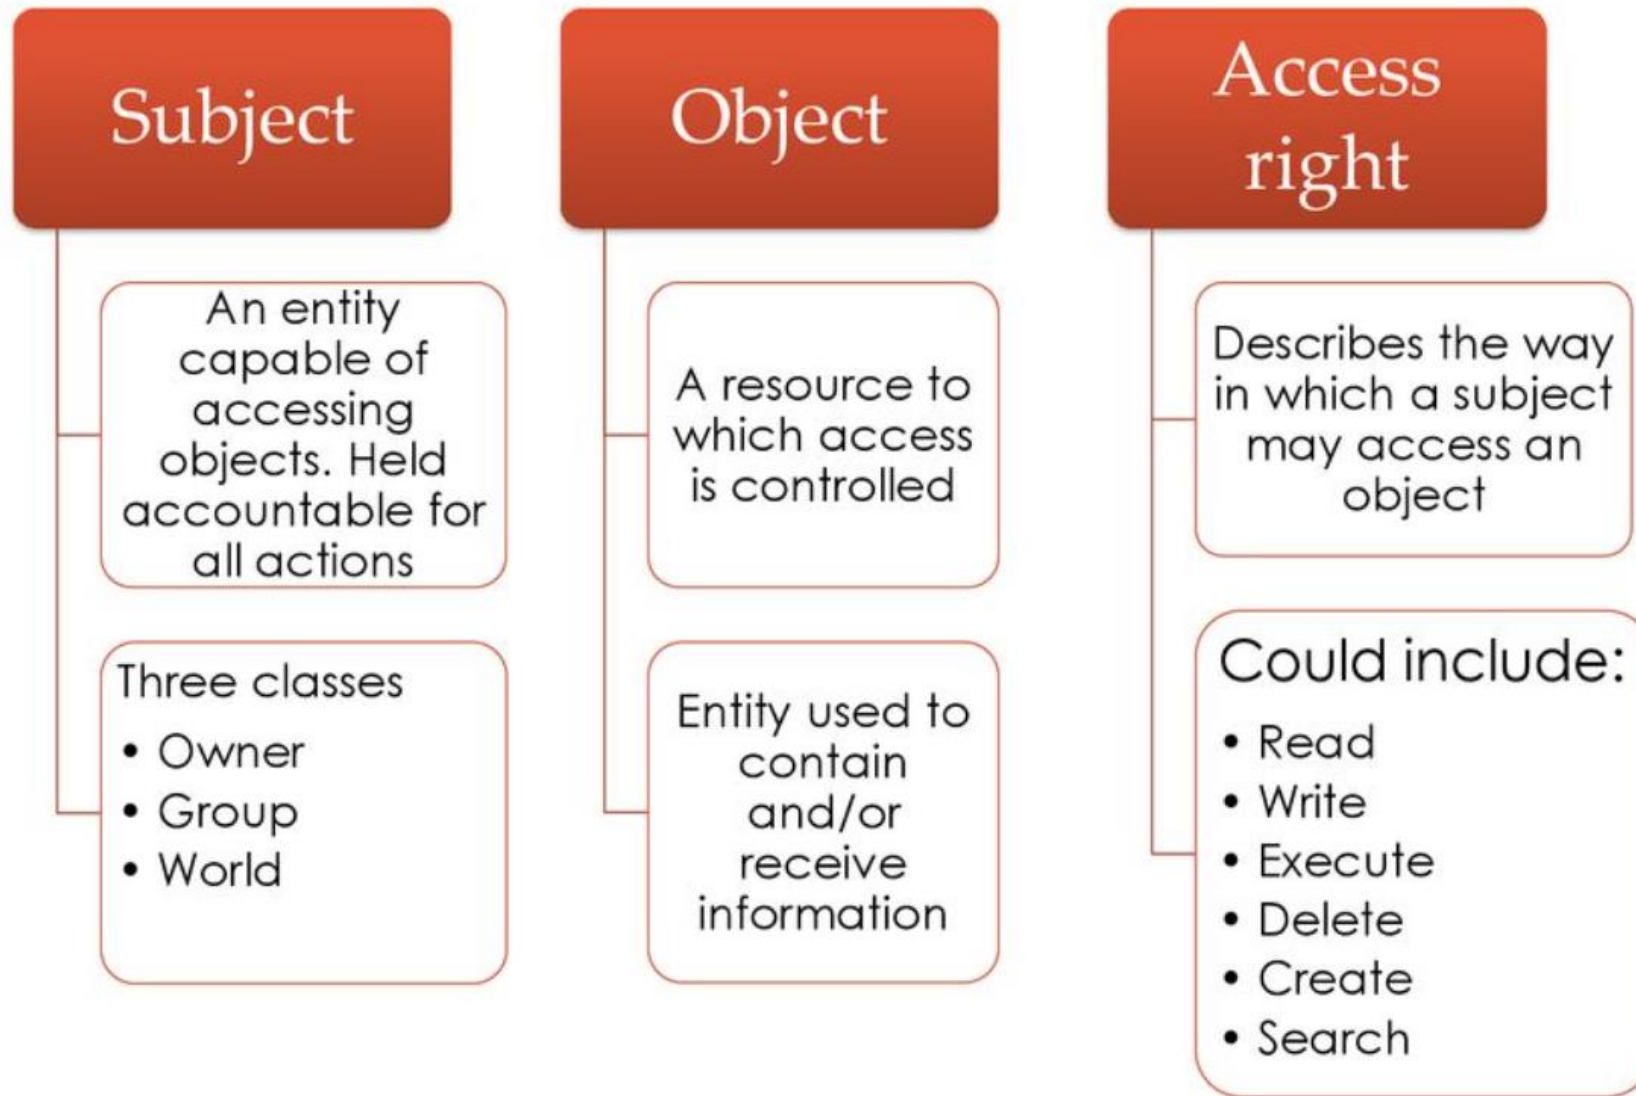 Subject
An entity
capable of
accessing
objects. Held
accountable for
all actions
Three classes
• Owner
• Group
• World
Object
A resource to
which access
is controlled
Entity used to
contain
and/or
receive
information
Access
right
Describes the way
in which a subject
may access an
object
Could include:
• Read
• Write
• Execute
• Delete
• Create
• Search